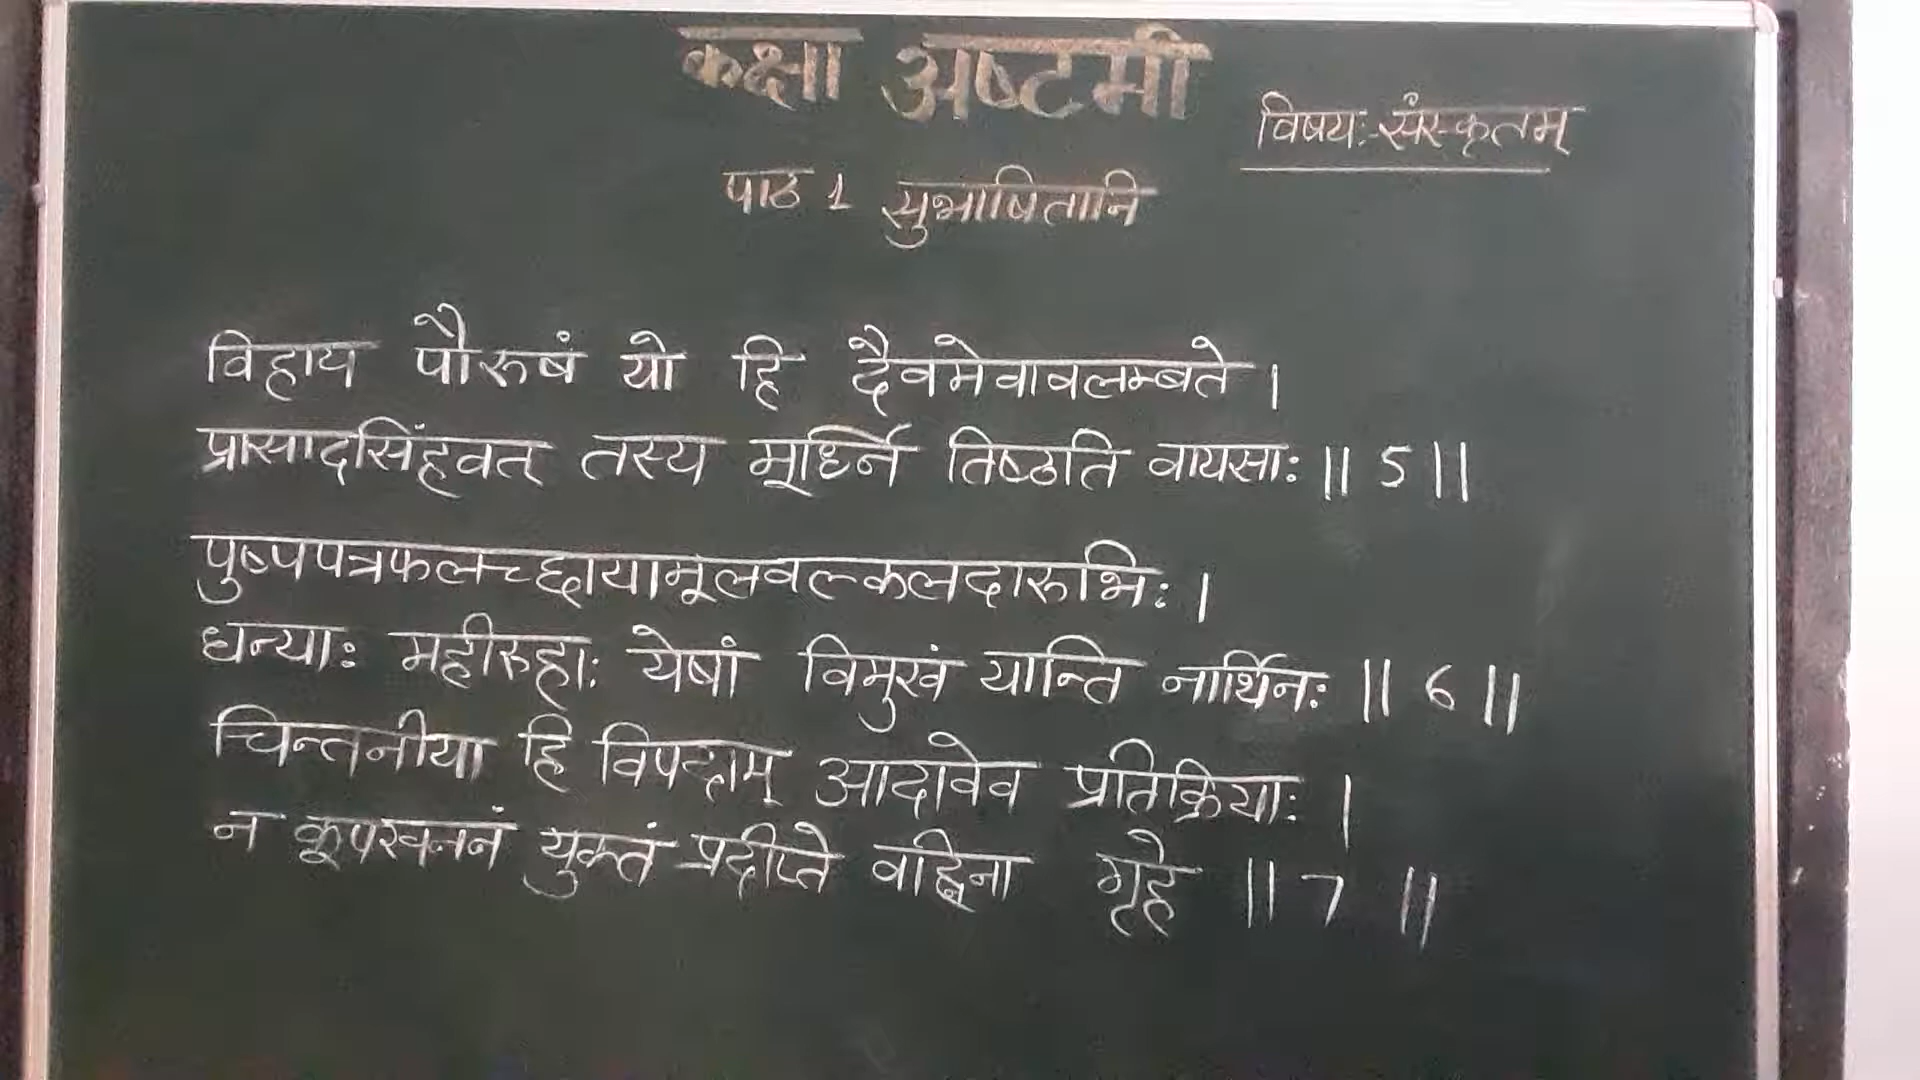 कक्षा अष्टमी
विषयः-संस्कृतम्
पाठ 1 सुभाषितानि
विहाय पौरुषं यो हि दैवमेवावलम्बते ।
प्रासादसिंहवत् तस्य मूर्ध्नि तिष्ठति वायसाः ॥ 5 ॥
पुष्पपत्रफलच्छायामूलवल्कलदारुभिः ।
धन्याः महीरुहाः येषां विमुखं यान्ति नार्थिनः ॥ 6 ॥
चिन्तनीया हि विपदाम् आदावेव प्रतिक्रियाः ।
न कूपखननं युक्तं प्रदीप्ते वह्निना गृहे ॥ 7 ॥